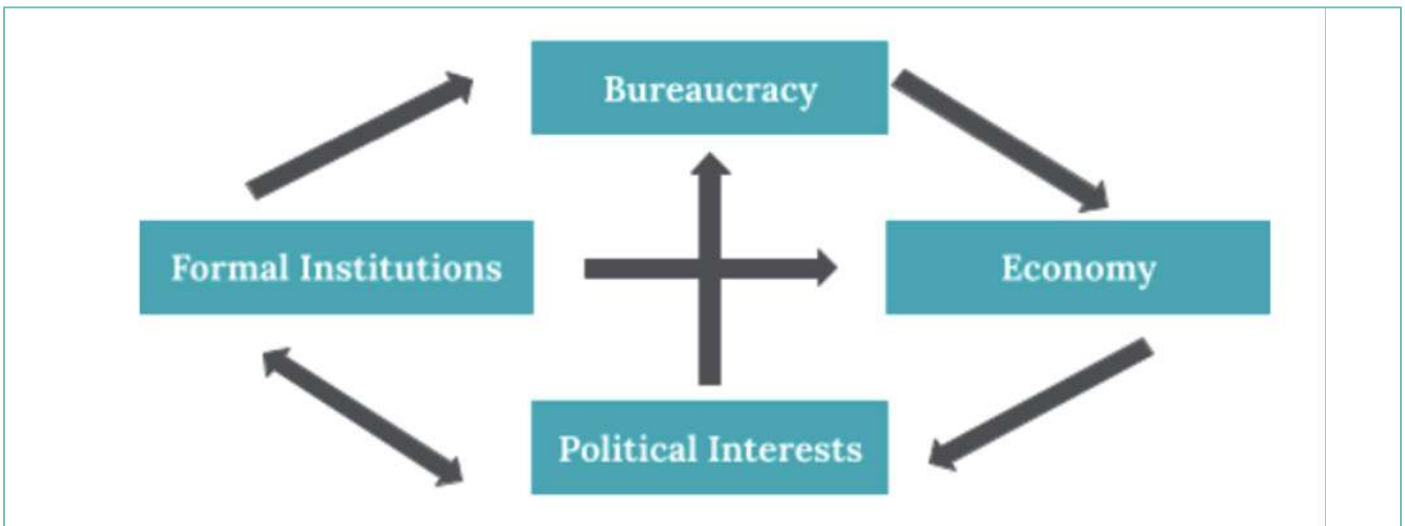 Bureaucracy
Formal Institutions
Economy
Political Interests